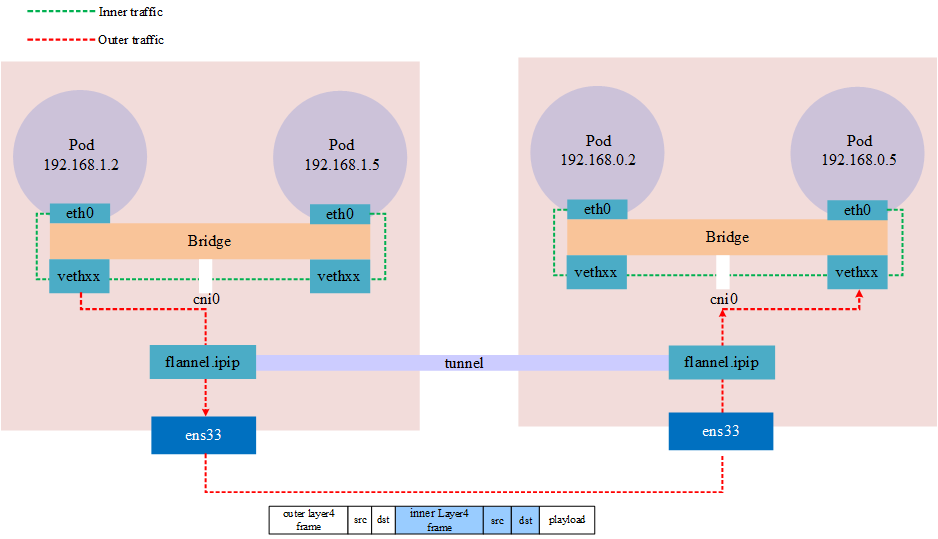 Inner traffic
Outer traffic
Pod
192.168.1.2
Pod
192.168.1.5
Pod
192.168.0.2
Pod
192.168.0.5
eth0
eth0
eth0
eth0
Bridge
Bridge
vethxx
vethxx
vethxx
vethxx
cni0
cni0
flannel.ipip
tunnel
flannel.ipip
ens33
ens33
outer layer4
frame
src
dst
inner Layer4
frame
src
dst
playload